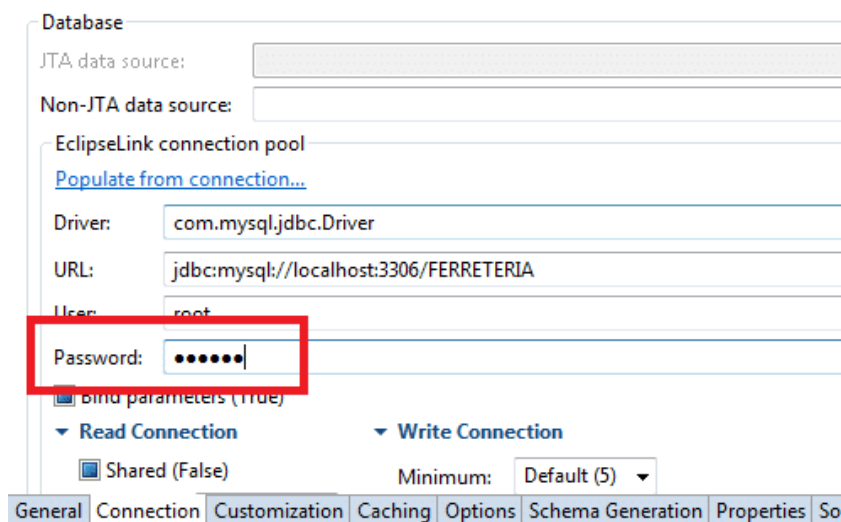 Database
JTA data source:
Non-JTA data source:
EclipseLink connection pool
Populate from connection...
Driver: com.mysql.jdbc.Driver
URL: jdbc:mysql://localhost:3306/FERRETERIA
User: root
Password: ●●●●●●
Bind parameters (True)
Read Connection Write Connection
Shared (False) Minimum: Default (5)
General Connection Customization Caching Options Schema Generation Properties So